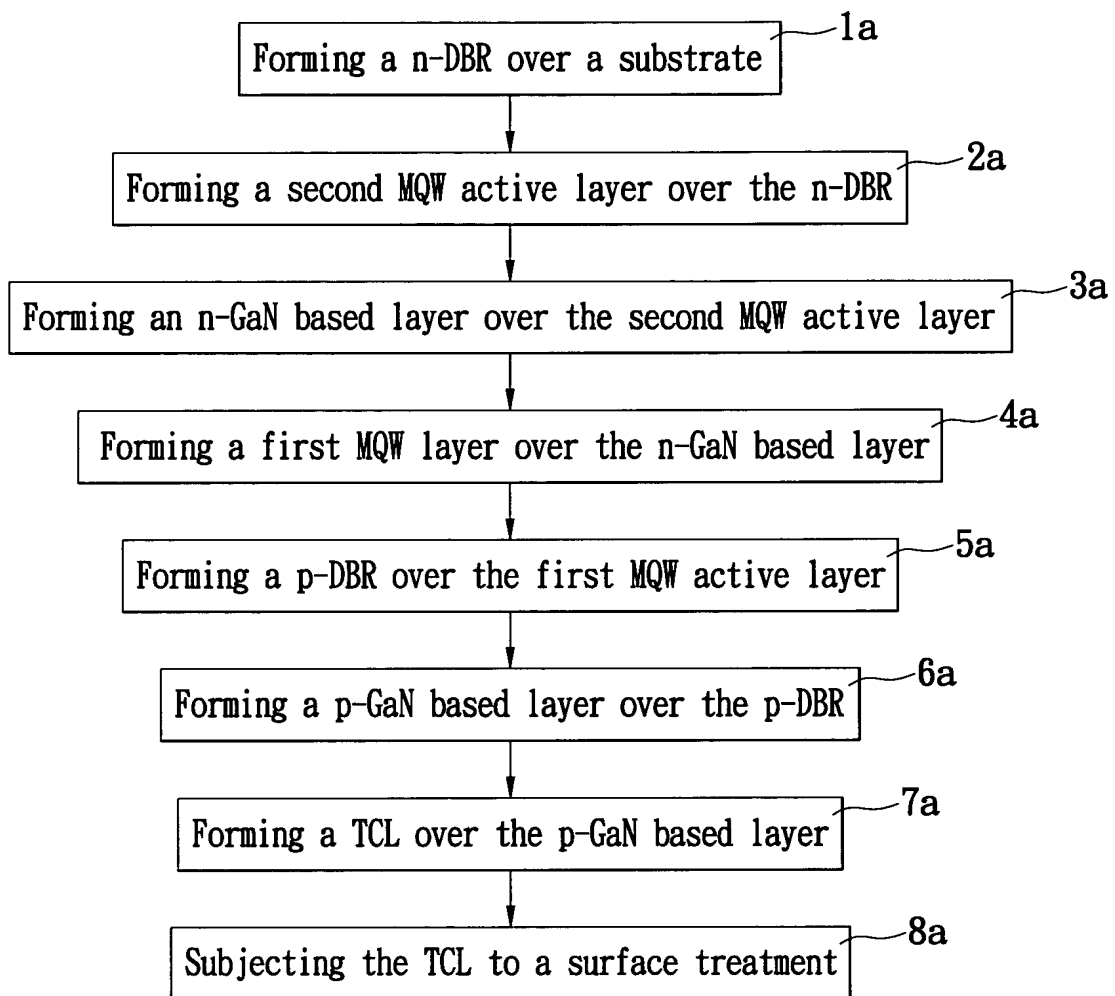 1a
Forming a n-DBR over a substrate
2a
Forming a second MQW active layer over the n-DBR
3a
Forming an n-GaN based layer over the second MQW active layer
4a
Forming a first MQW layer over the n-GaN based layer
5a
Forming a p-DBR over the first MQW active layer
6a
Forming a p-GaN based layer over the p-DBR
7a
Forming a TCL over the p-GaN based layer
8a
Subjecting the TCL to a surface treatment